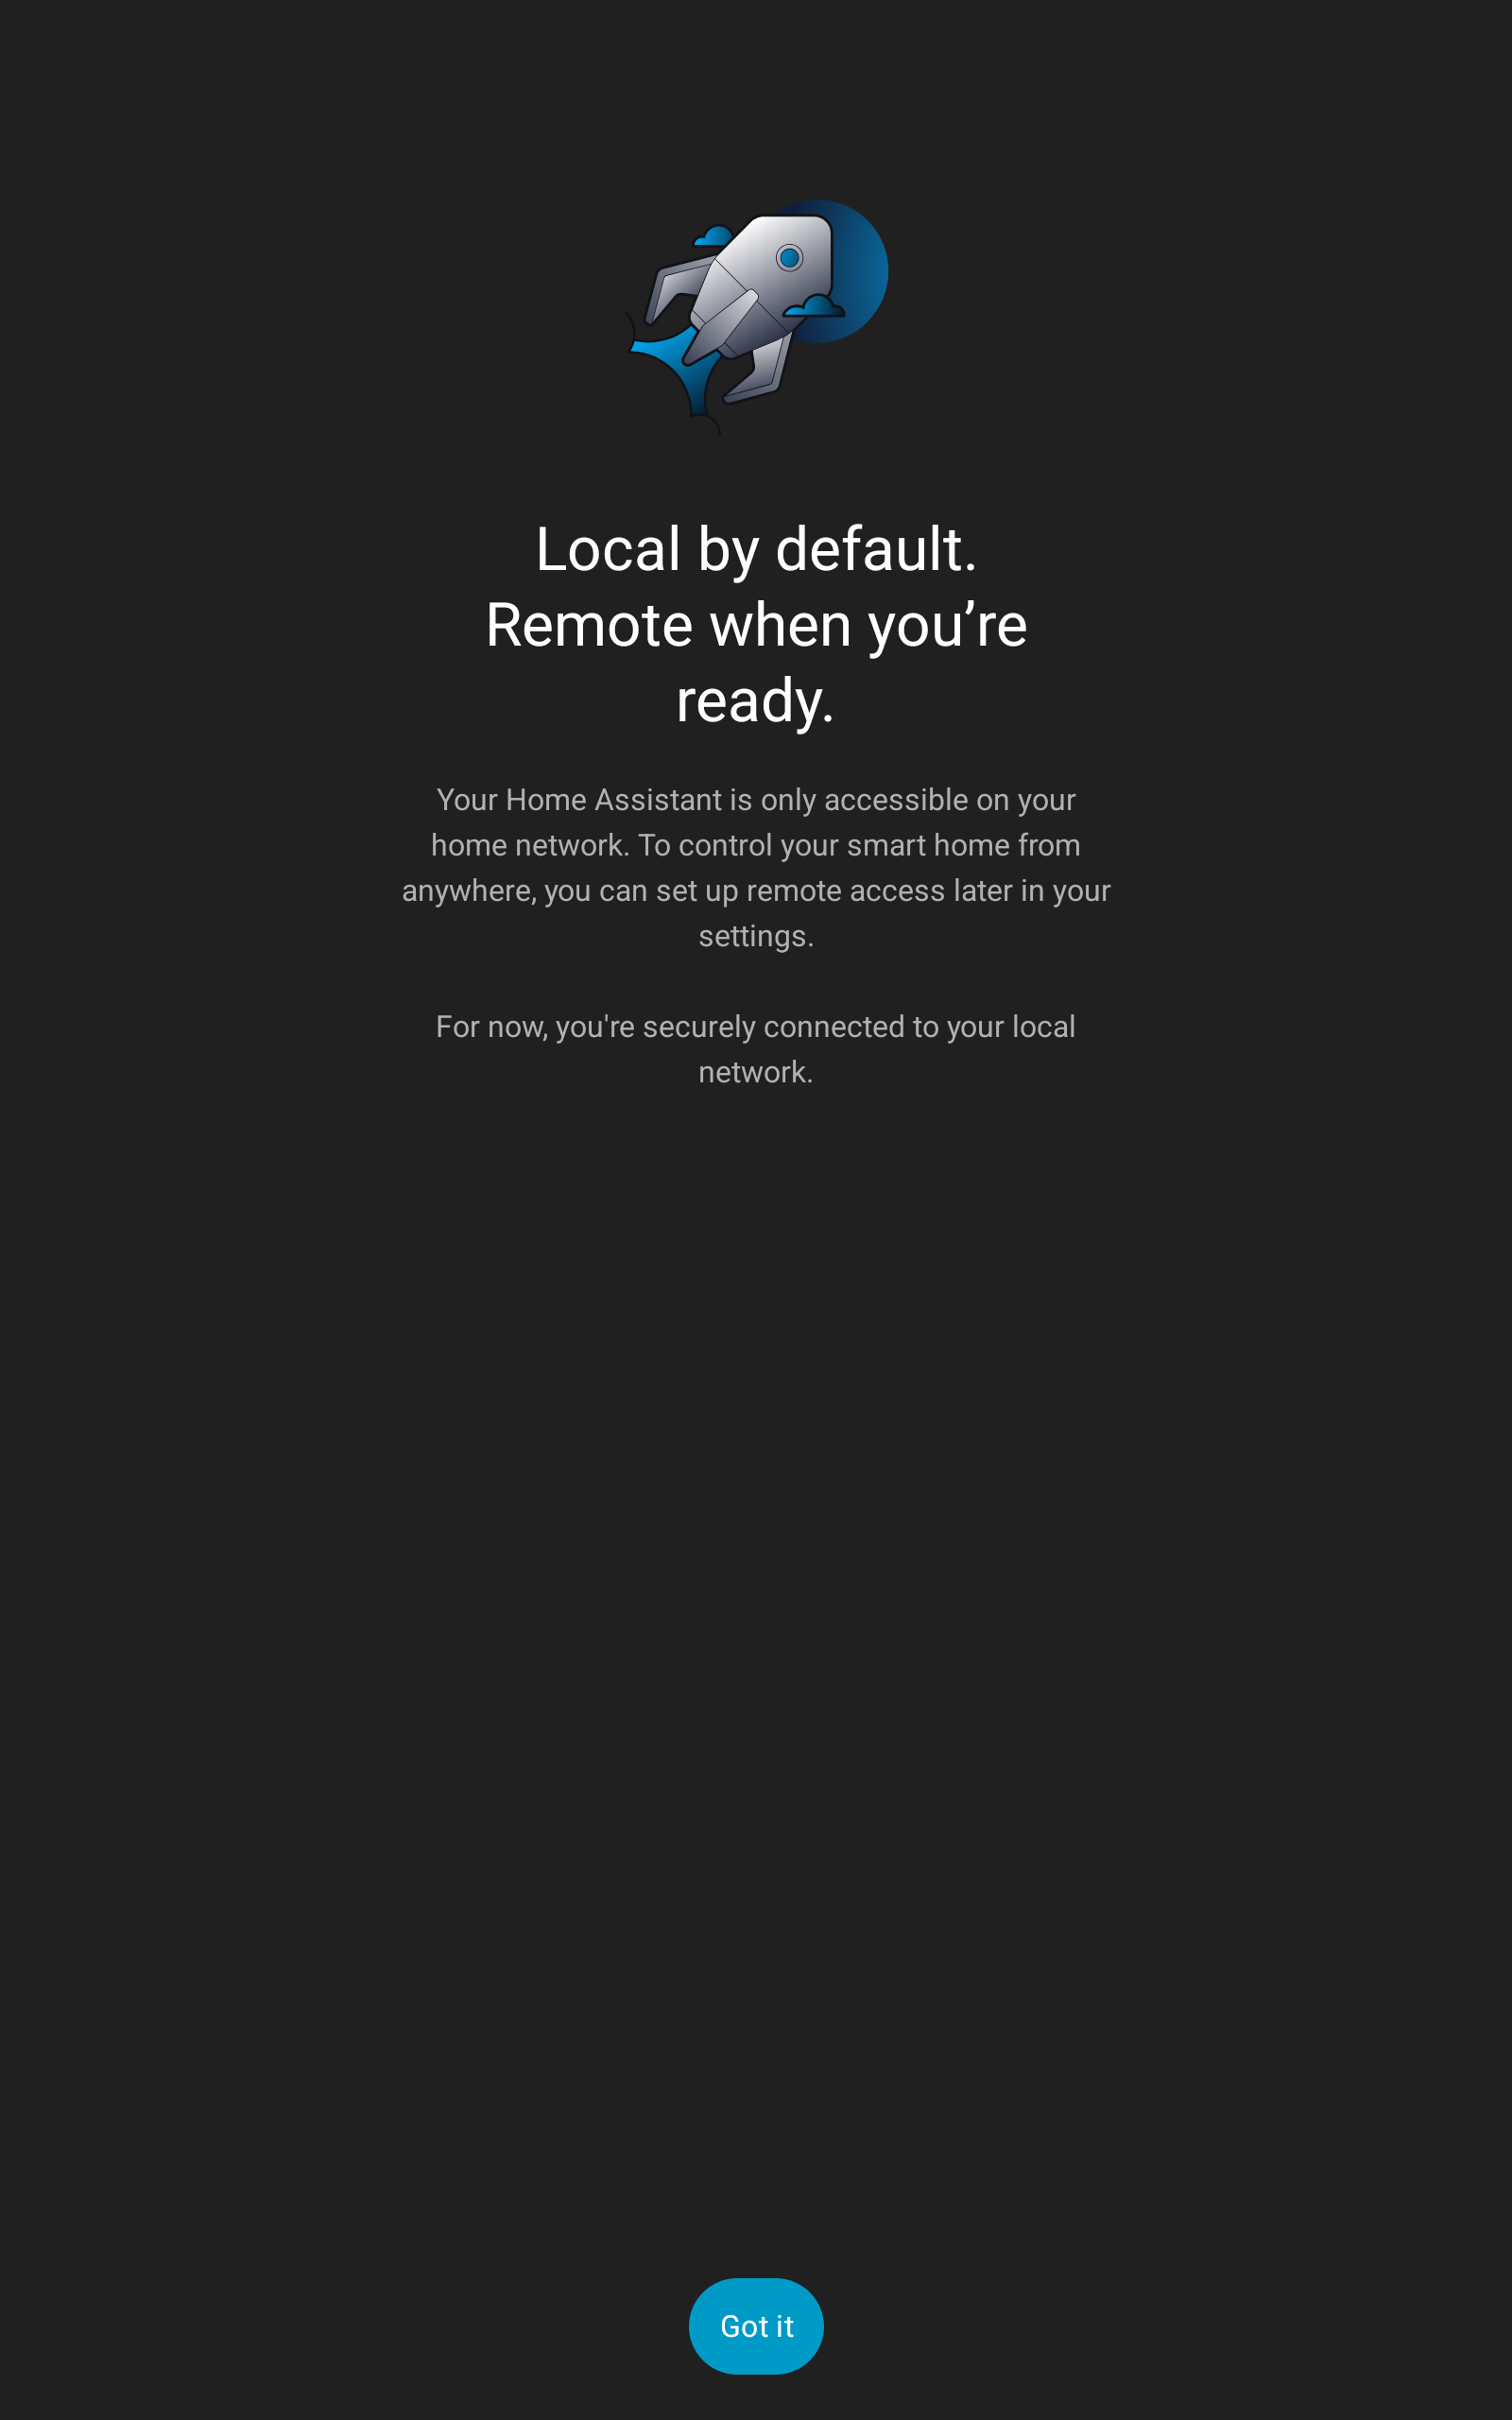 Local by default.
Remote when you’re
ready.
Your Home Assistant is only accessible on your
home network. To control your smart home from
anywhere, you can set up remote access later in your
settings.
For now, you're securely connected to your local
network.
Got it